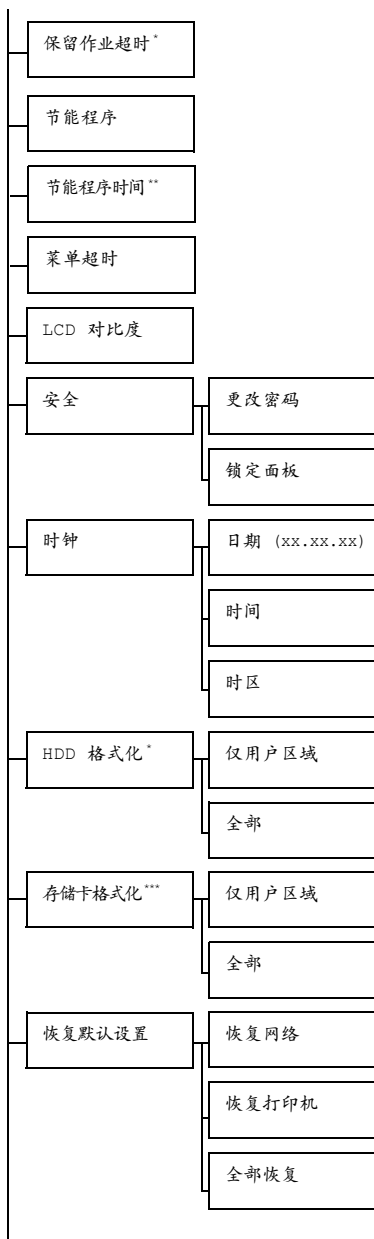 保留作业超时*
节能程序
节能程序时间**
菜单超时
LCD 对比度
安全
更改密码
锁定面板
时钟
日期 (xx.xx.xx)
时间
时区
HDD 格式化*
仅用户区域
全部
存储卡格式化***
仅用户区域
全部
恢复默认设置
恢复网络
恢复打印机
全部恢复